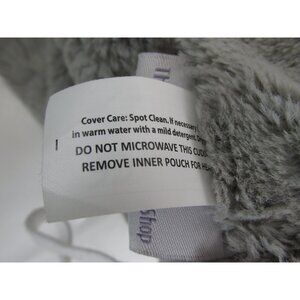 Cover Care: Spot Clean. If necessary
in warm water with a mild detergent.
DO NOT MICROWAVE THIS
REMOVE INNER POUCH FOR
Shop